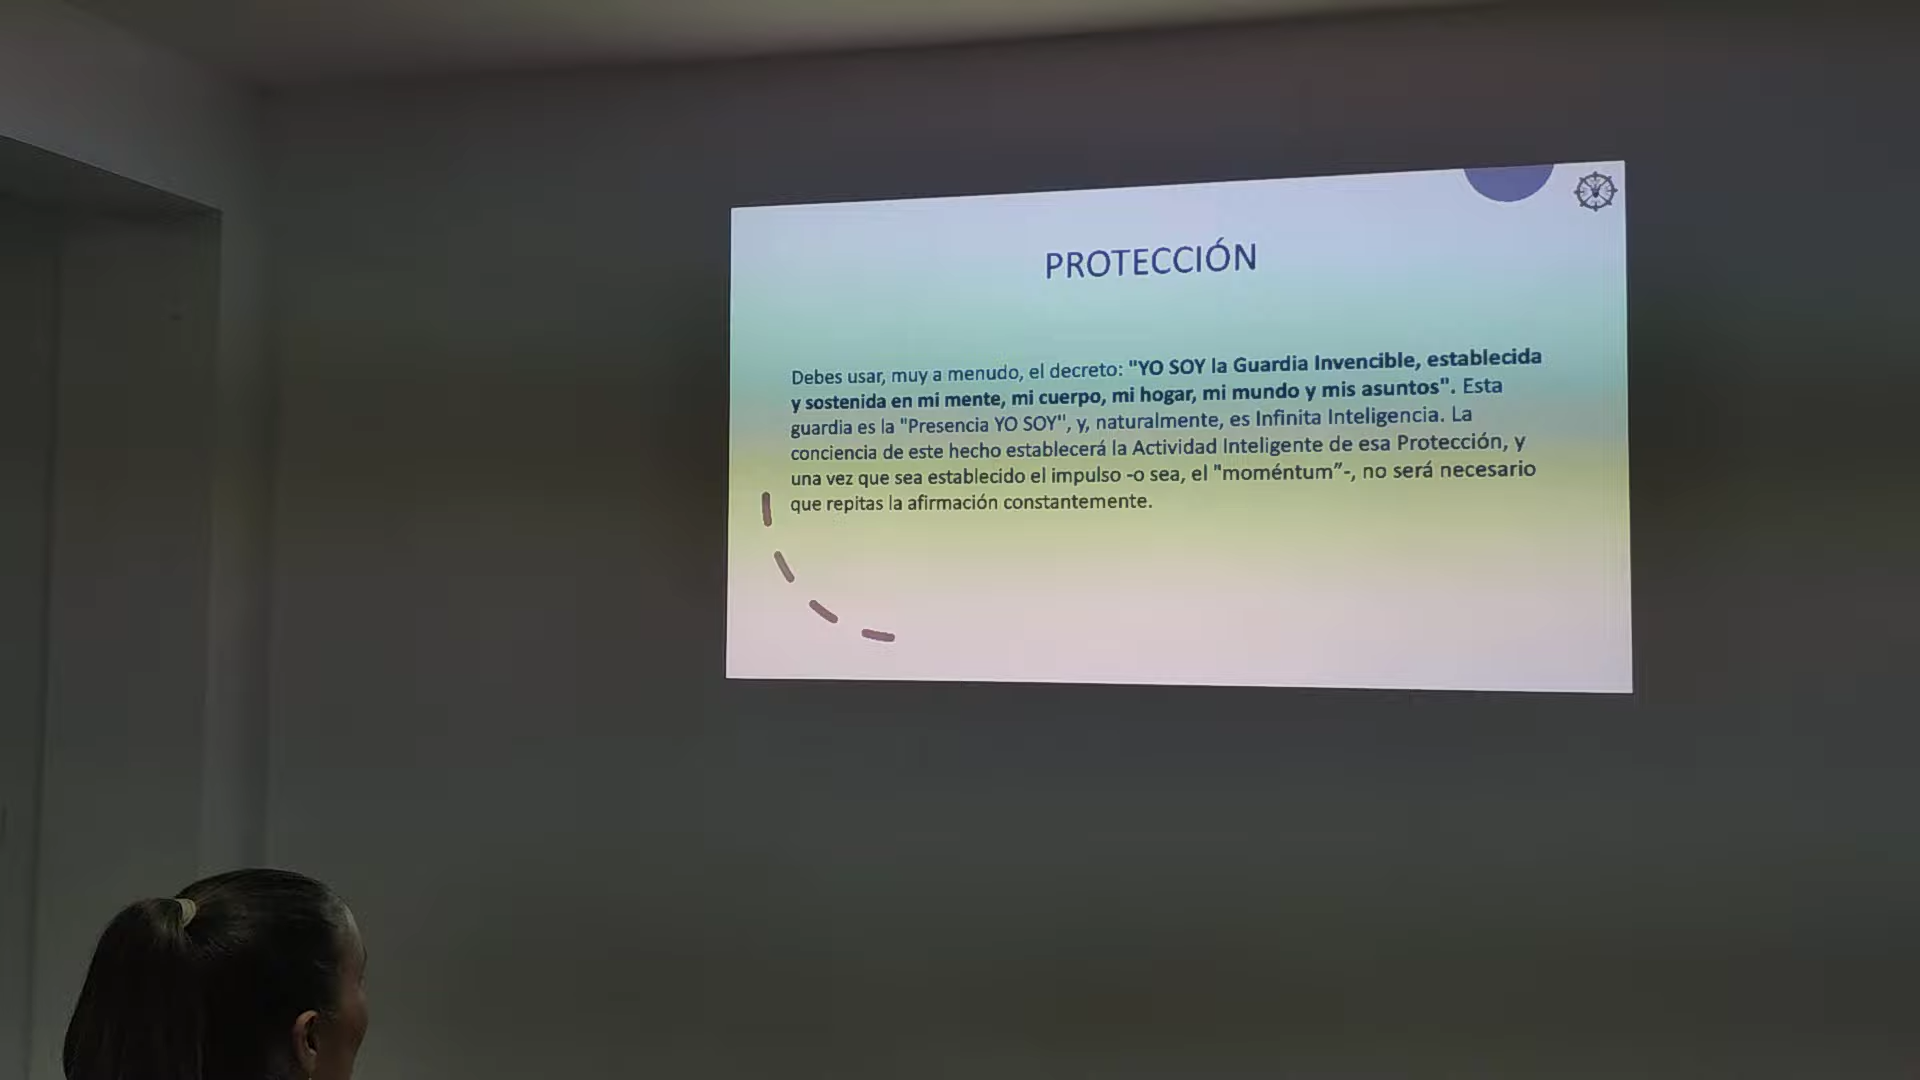 PROTECCIÓN
Debes usar, muy a menudo, el decreto: "YO SOY la Guardia Invencible, establecida
y sostenida en mi mente, mi cuerpo, mi hogar, mi mundo y mis asuntos". Esta
guardia es la "Presencia YO SOY", y, naturalmente, es Infinita Inteligencia. La
conciencia de este hecho establecerá la Actividad Inteligente de esa Protección, y
una vez que sea establecido el impulso -o sea, el "moméntum”-, no será necesario
que repitas la afirmación constantemente.